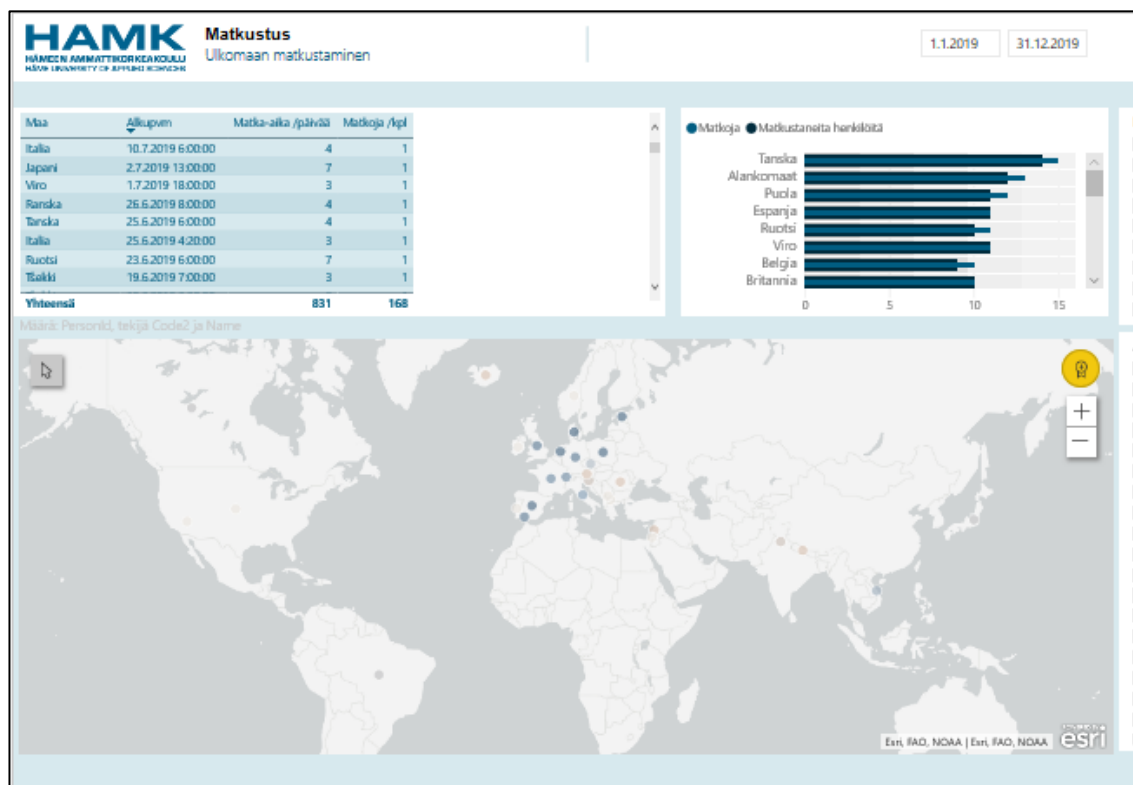 HAMK
HÄMEEN AMMATTIKORKEAKOULU
HÄME UNIVERSITY OF APPLIED SCIENCES
Matkustus
Ulkomaan matkustaminen
1.1.2019 31.12.2019
Maa Alkupvm Matka-aika /päivää Matkoja /kpl
Italia 10.7.2019 6:00:00 4 1
Japani 2.7.2019 13:00:00 7 1
Viro 1.7.2019 18:00:00 3 1
Ranska 26.6.2019 8:00:00 4 1
Tanska 25.6.2019 6:00:00 4 1
Italia 25.6.2019 4:20:00 3 1
Ruotsi 23.6.2019 6:00:00 7 1
Tšekki 19.6.2019 7:00:00 3 1
Yhteensä 831 168
Matkoja Matkustaneita henkilöitä
Tanska
Alankomaat
Puola
Espanja
Ruotsi
Viro
Belgia
Britannia
0 5 10 15
Määrä: PersonId, tekijä Code2 ja Name
Esri, FAO, NOAA | Esri, FAO, NOAA
esri